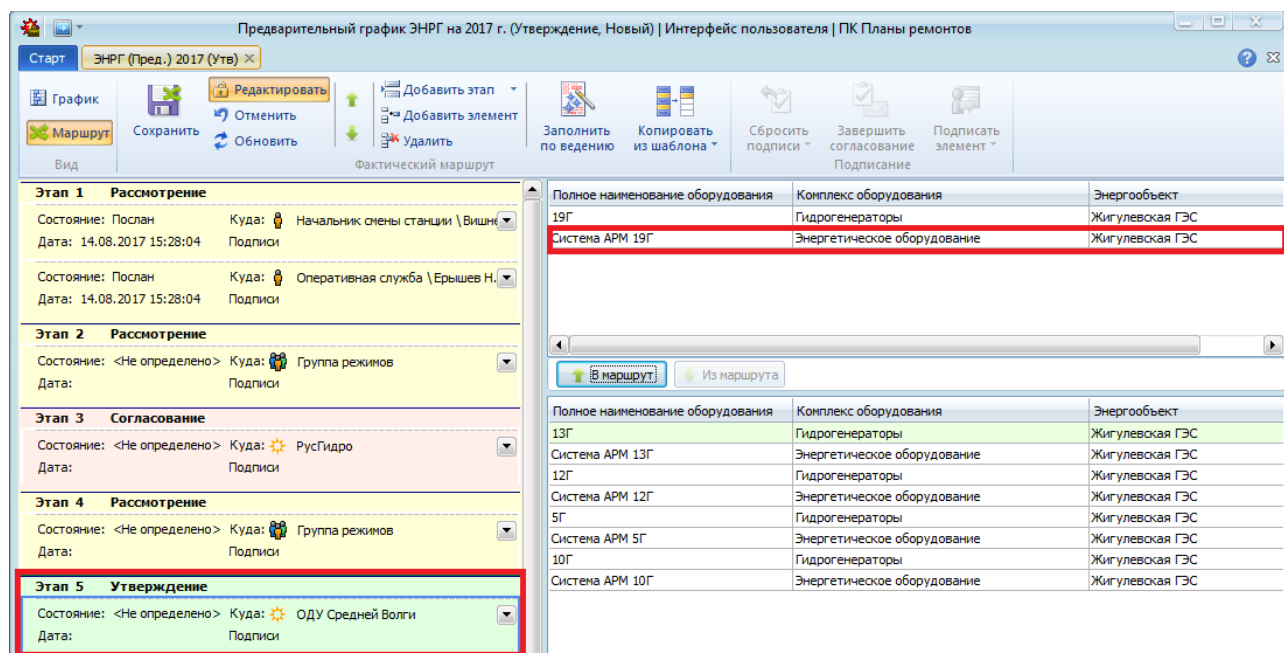 Предварительный график ЭНРГ на 2017 г. (Утверждение, Новый) | Интерфейс пользователя | ПК Планы ремонтов
Старт ЭНРГ (Пред.) 2017 (Утв)
График
Маршрут
Вид
Сохранить
Редактировать
Отменить
Обновить
Добавить этап
Добавить элемент
Удалить
Фактический маршрут
Заполнить по ведению
Копировать из шаблона
Сбросить подписи
Завершить согласование
Подписать элемент
Подписание
Этап 1 Рассмотрение
Состояние: Послан Куда: Начальник смены станции \
Дата: 14.08.2017 15:28:04 Подписи
Состояние: Послан Куда: Оперативная служба \ Ерышев Н.
Дата: 14.08.2017 15:28:04 Подписи
Этап 2 Рассмотрение
Состояние: <Не определено> Куда: Группа режимов
Дата: Подписи
Этап 3 Согласование
Состояние: <Не определено> Куда: РусГидро
Дата: Подписи
Этап 4 Рассмотрение
Состояние: <Не определено> Куда: Группа режимов
Дата: Подписи
Этап 5 Утверждение
Состояние: <Не определено> Куда: ОДУ Средней Волги
Дата: Подписи
Полное наименование оборудования Комплекс оборудования Энергообъект
19Г Гидрогенераторы Жигулевская ГЭС
Система АРМ 19Г Энергетическое оборудование Жигулевская ГЭС
В маршрут Из маршрута
Полное наименование оборудования Комплекс оборудования Энергообъект
13Г Гидрогенераторы Жигулевская ГЭС
Система АРМ 13Г Энергетическое оборудование Жигулевская ГЭС
12Г Гидрогенераторы Жигулевская ГЭС
Система АРМ 12Г Энергетическое оборудование Жигулевская ГЭС
5Г Гидрогенераторы Жигулевская ГЭС
Система АРМ 5Г Энергетическое оборудование Жигулевская ГЭС
10Г Гидрогенераторы Жигулевская ГЭС
Система АРМ 10Г Энергетическое оборудование Жигулевская ГЭС